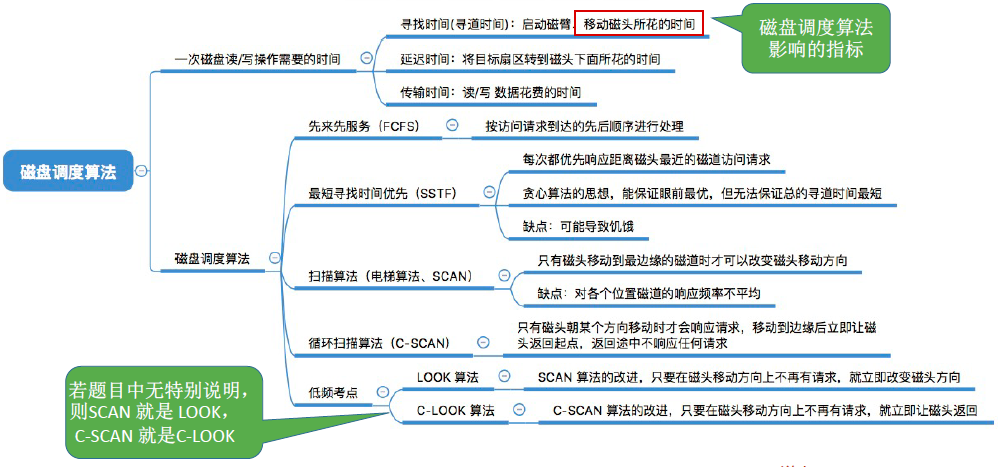 寻找时间(寻道时间)：启动磁臂、移动磁头所花的时间
磁盘调度算法
影响的指标
一次磁盘读/写操作需要的时间
延迟时间：将目标扇区转到磁头下面所花的时间
传输时间：读/写 数据花费的时间
磁盘调度算法
先来先服务（FCFS）
按访问请求到达的先后顺序进行处理
每次都优先响应距离磁头最近的磁道访问请求
最短寻找时间优先（SSTF）
贪心算法的思想，能保证眼前最优，但无法保证总的寻道时间最短
缺点：可能导致饥饿
磁盘调度算法
只有磁头移动到最边缘的磁道时才可以改变磁头移动方向
扫描算法（电梯算法、SCAN）
缺点：对各个位置磁道的响应频率不平均
循环扫描算法（C-SCAN）
只有磁头朝某个方向移动时才会响应请求，移动到边缘后立即让磁
头返回起点，返回途中不响应任何请求
低频考点
LOOK 算法
SCAN 算法的改进，只要在磁头移动方向上不再有请求，就立即改变磁头方向
C-LOOK 算法
C-SCAN 算法的改进，只要在磁头移动方向上不再有请求，就立即让磁头返回
若题目中无特别说明，
则SCAN 就是 LOOK，
C-SCAN 就是C-LOOK